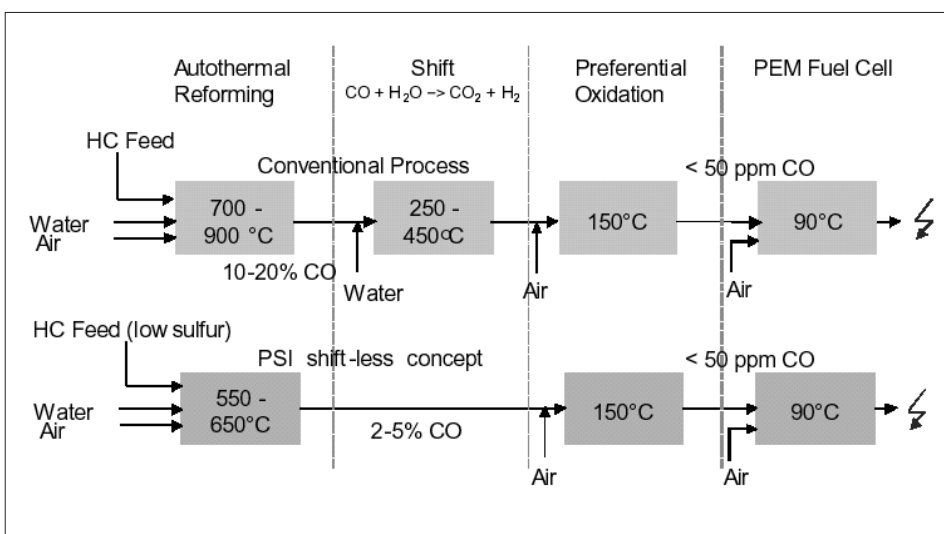 Autothermal
Reforming
Shift
CO + H₂O –> CO₂ + H₂
Preferential
Oxidation
PEM Fuel Cell
HC Feed
Conventional Process
< 50 ppm CO
Water
Air
700 -
900 °C
250 -
450°C
150°C
90°C
10-20% CO
Water
Air
Air
HC Feed (low sulfur)
PSI shift-less concept
< 50 ppm CO
Water
Air
550 -
650°C
2-5% CO
150°C
90°C
Air
Air